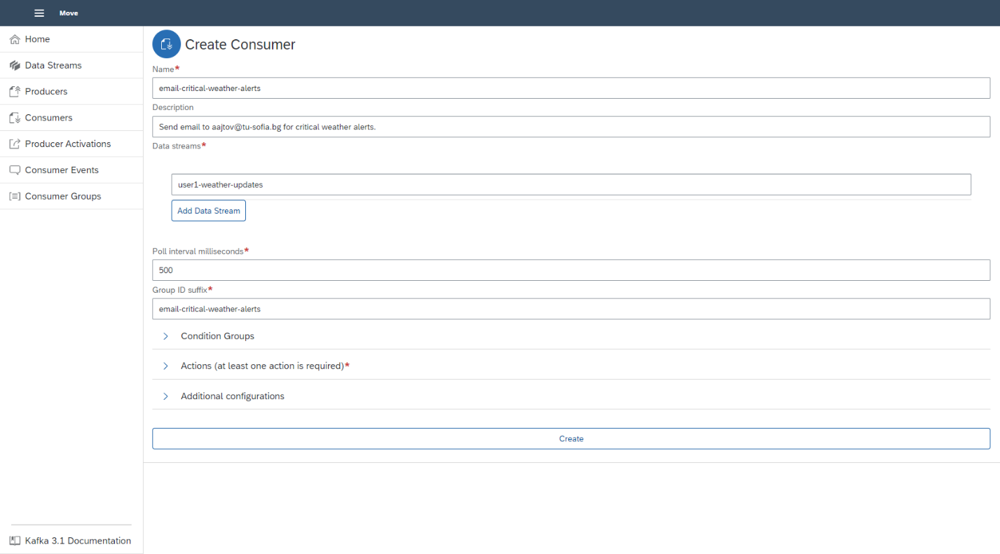 Move
Home
Data Streams
Producers
Consumers
Producer Activations
Consumer Events
Consumer Groups
Kafka 3.1 Documentation
Create Consumer
Name*
email-critical-weather-alerts
Description
Send email to aajtov@tu-sofia.bg for critical weather alerts.
Data streams*
user1-weather-updates
Add Data Stream
Poll interval milliseconds*
500
Group ID suffix*
email-critical-weather-alerts
Condition Groups
Actions (at least one action is required)*
Additional configurations
Create